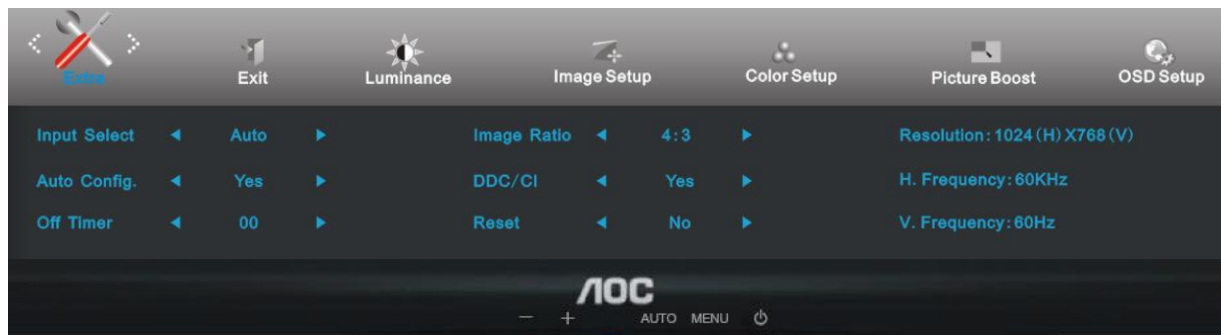 Extra Exit Luminance Image Setup Color Setup Picture Boost OSD Setup
Input Select Auto Image Ratio 4:3 Resolution:1024(H)X768(V)
Auto Config. Yes DDC/CI Yes H. Frequency:60KHz
Off Timer 00 Reset No V. Frequency:60Hz
AOC
− + AUTO MENU